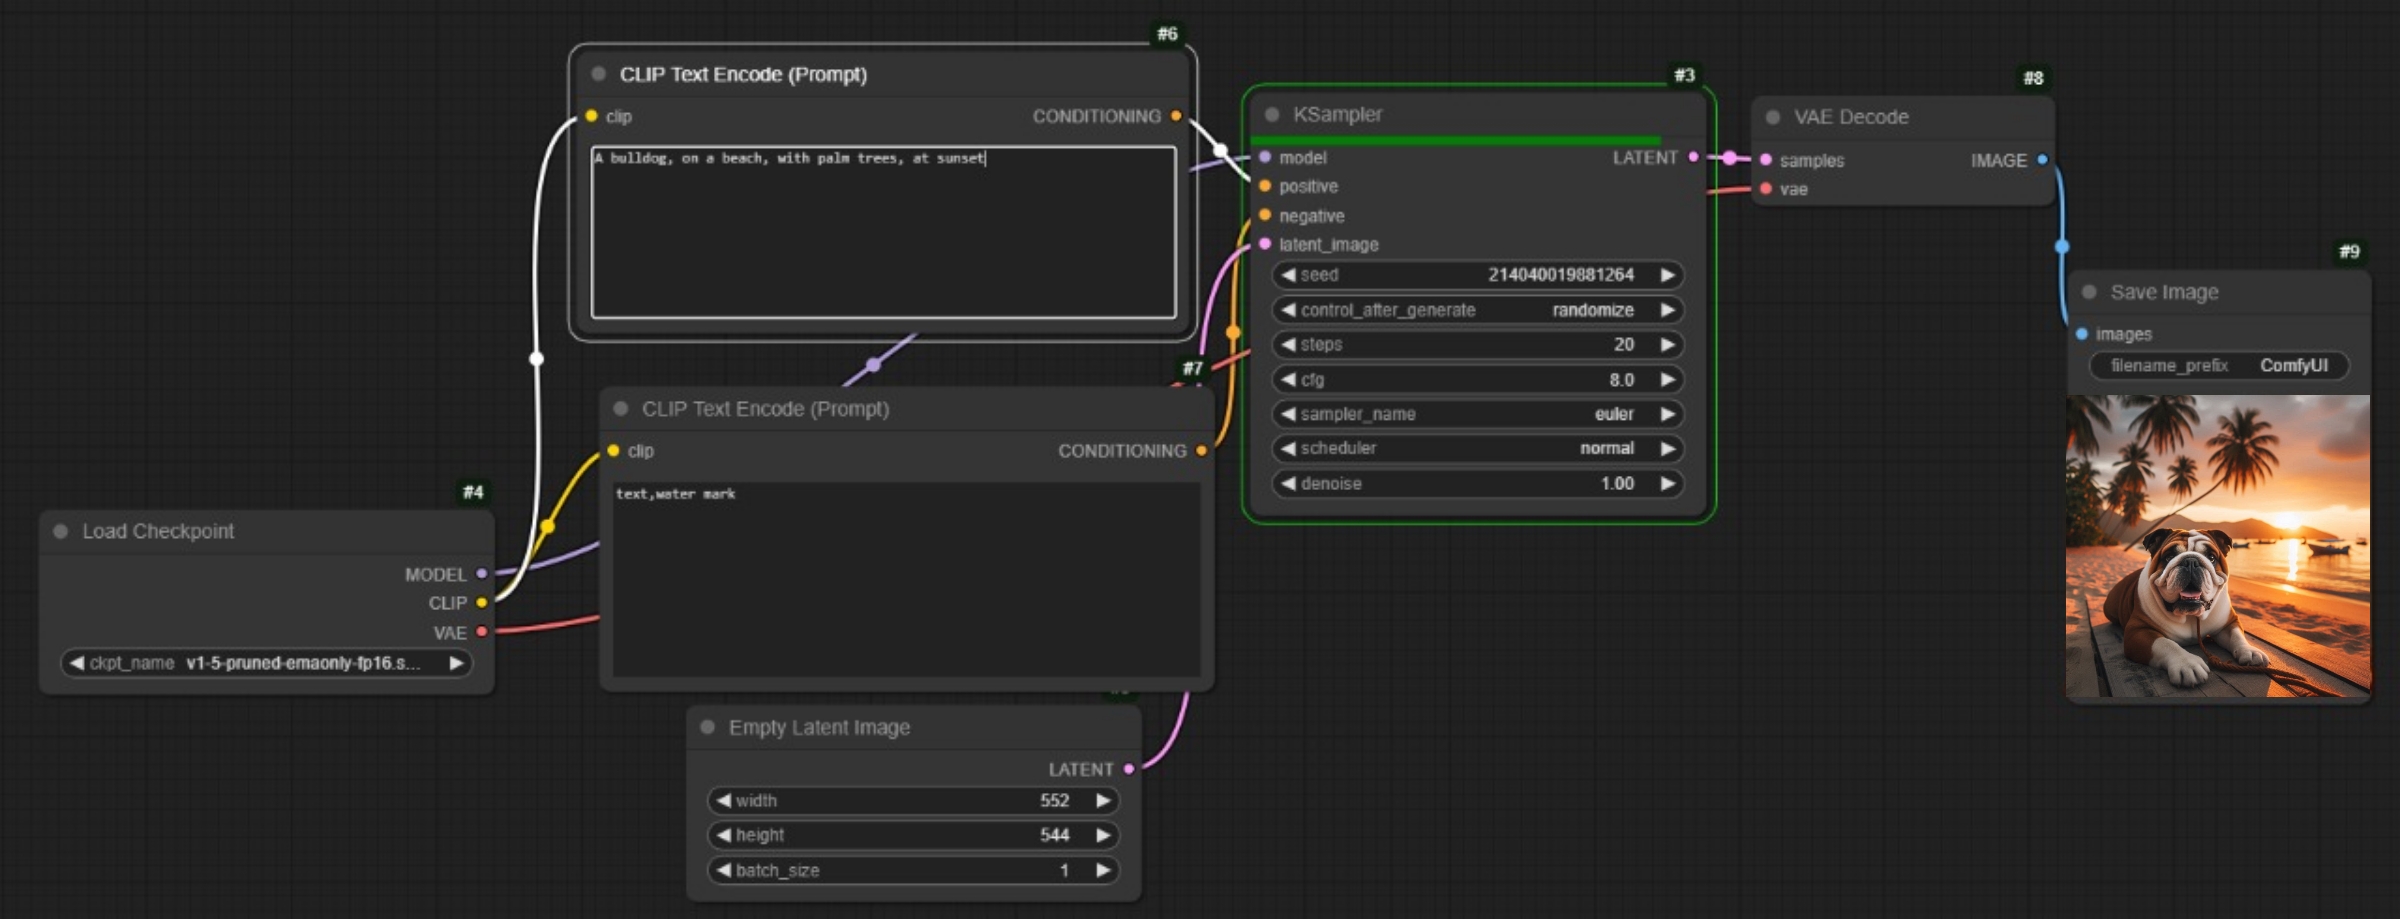 #6
CLIP Text Encode (Prompt)
clip CONDITIONING
A bulldog, on a beach, with palm trees, at sunset
#7
CLIP Text Encode (Prompt)
clip CONDITIONING
text,water mark
#4
Load Checkpoint
MODEL
CLIP
VAE
ckpt_name v1-5-pruned-emaonly-fp16.s...
Empty Latent Image
LATENT
width 552
height 544
batch_size 1
#3
KSampler
model LATENT
positive
negative
latent_image
seed 214040019881264
control_after_generate randomize
steps 20
cfg 8.0
sampler_name euler
scheduler normal
denoise 1.00
#8
VAE Decode
samples IMAGE
vae
#9
Save Image
images
filename_prefix ComfyUI